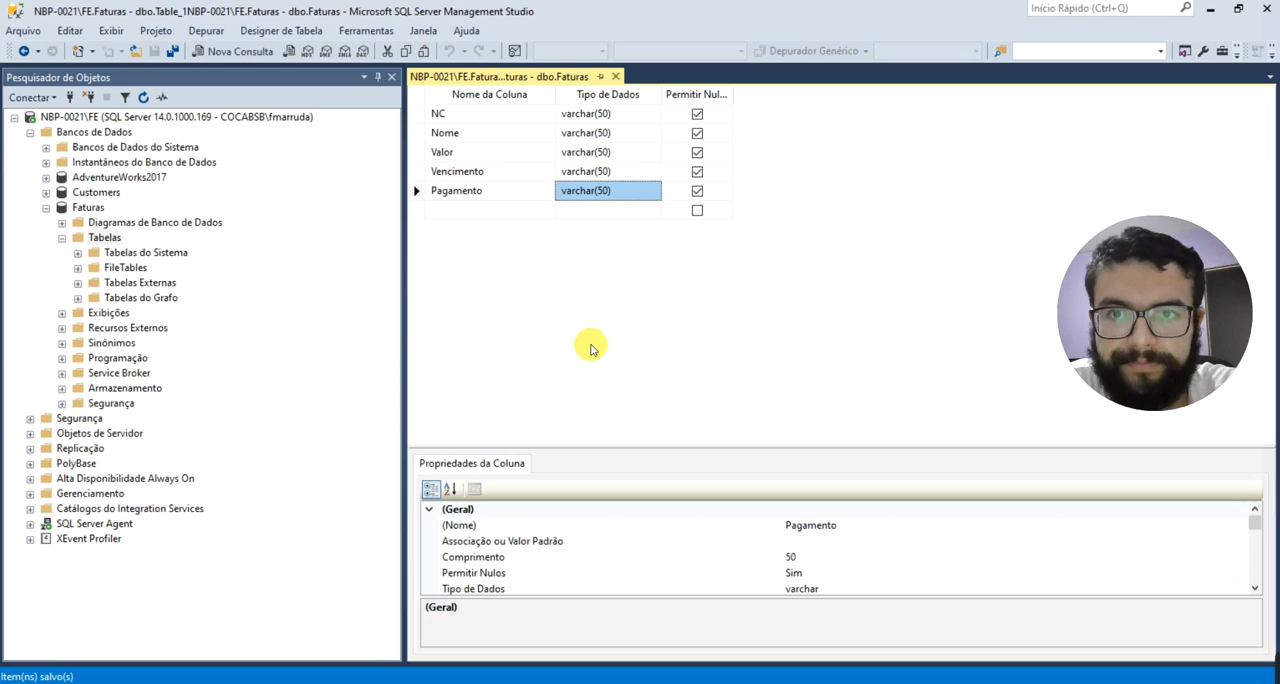 NBP-0021\FE.Faturas - dbo.Table_1NBP-0021\FE.Faturas - dbo.Faturas - Microsoft SQL Server Management Studio
Início Rápido (Ctrl+Q)
Arquivo Editar Exibir Projeto Depurar Designer de Tabela Ferramentas Janela Ajuda
Nova Consulta
Depurador Genérico
Pesquisador de Objetos
Conectar
NBP-0021\FE (SQL Server 14.0.1000.169 - COCABSB\fmarruda)
Bancos de Dados
Bancos de Dados do Sistema
Instantâneos do Banco de Dados
AdventureWorks2017
Customers
Faturas
Diagramas de Banco de Dados
Tabelas
Tabelas do Sistema
FileTables
Tabelas Externas
Tabelas do Grafo
Exibições
Recursos Externos
Sinônimos
Programação
Service Broker
Armazenamento
Segurança
Segurança
Objetos de Servidor
Replicação
PolyBase
Alta Disponibilidade Always On
Gerenciamento
Catálogos do Integration Services
SQL Server Agent
XEvent Profiler
NBP-0021\FE.Fatura...turas - dbo.Faturas
Nome da Coluna Tipo de Dados Permitir Nul...
NC varchar(50)
Nome varchar(50)
Valor varchar(50)
Vencimento varchar(50)
Pagamento varchar(50)
Propriedades da Coluna
(Geral)
(Nome) Pagamento
Associação ou Valor Padrão
Comprimento 50
Permitir Nulos Sim
Tipo de Dados varchar
(Geral)
Item(ns) salvo(s)